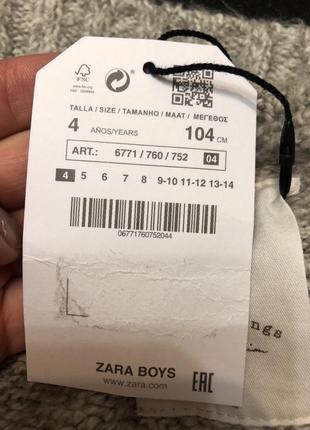 FSC
TALLA / SIZE / TAMANHO / MAAT / ΜΕΓΕΘΟΣ
4 AÑOS/YEARS 104 CM
ART.: 6771 / 760 / 752 04
4 5 6 7 8 9-10 11-12 13-14
06771760752044
ZARA BOYS
www.zara.com
EAC
ngs